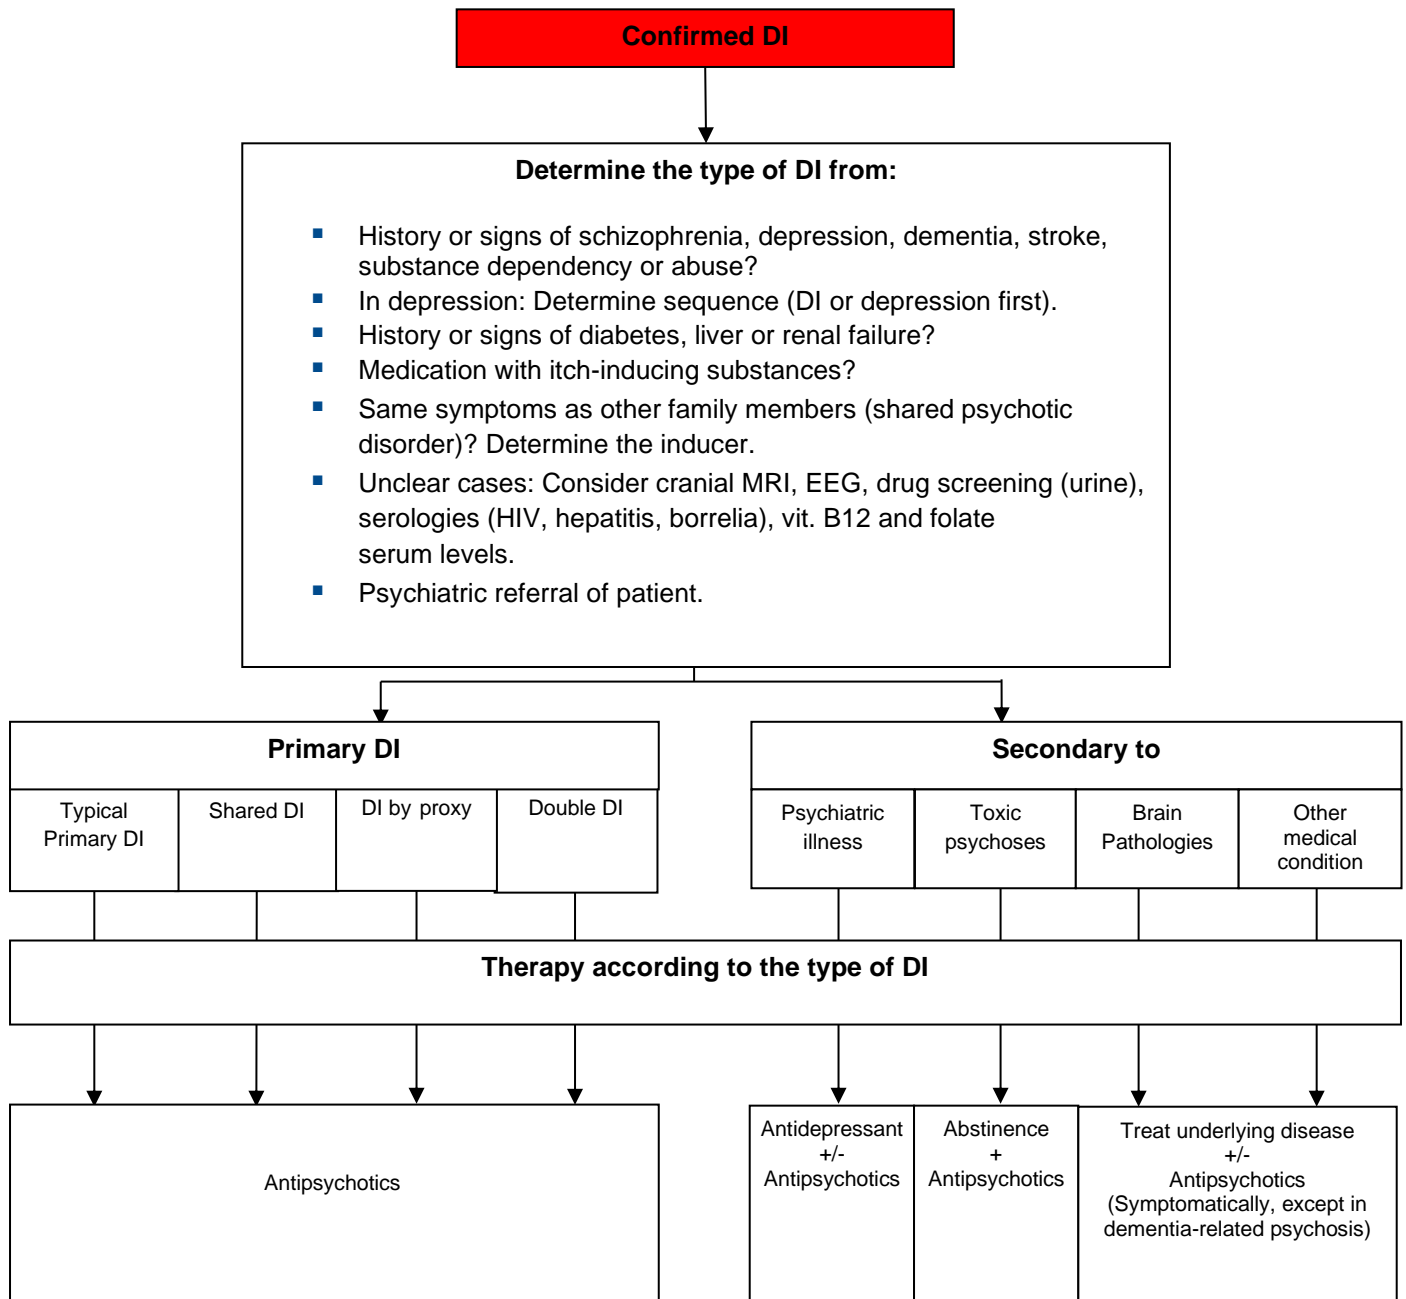 Confirmed DI
Determine the type of DI from:
▪ History or signs of schizophrenia, depression, dementia, stroke,
substance dependency or abuse?
▪ In depression: Determine sequence (DI or depression first).
▪ History or signs of diabetes, liver or renal failure?
▪ Medication with itch-inducing substances?
▪ Same symptoms as other family members (shared psychotic
disorder)? Determine the inducer.
▪ Unclear cases: Consider cranial MRI, EEG, drug screening (urine),
serologies (HIV, hepatitis, borrelia), vit. B12 and folate
serum levels.
▪ Psychiatric referral of patient.
Primary DI
Typical
Primary DI
Shared DI
DI by proxy
Double DI
Secondary to
Psychiatric
illness
Toxic
psychoses
Brain
Pathologies
Other
medical
condition
Therapy according to the type of DI
Antipsychotics
Antidepressant
+/-
Antipsychotics
Abstinence
+
Antipsychotics
Treat underlying disease
+/-
Antipsychotics
(Symptomatically, except in
dementia-related psychosis)